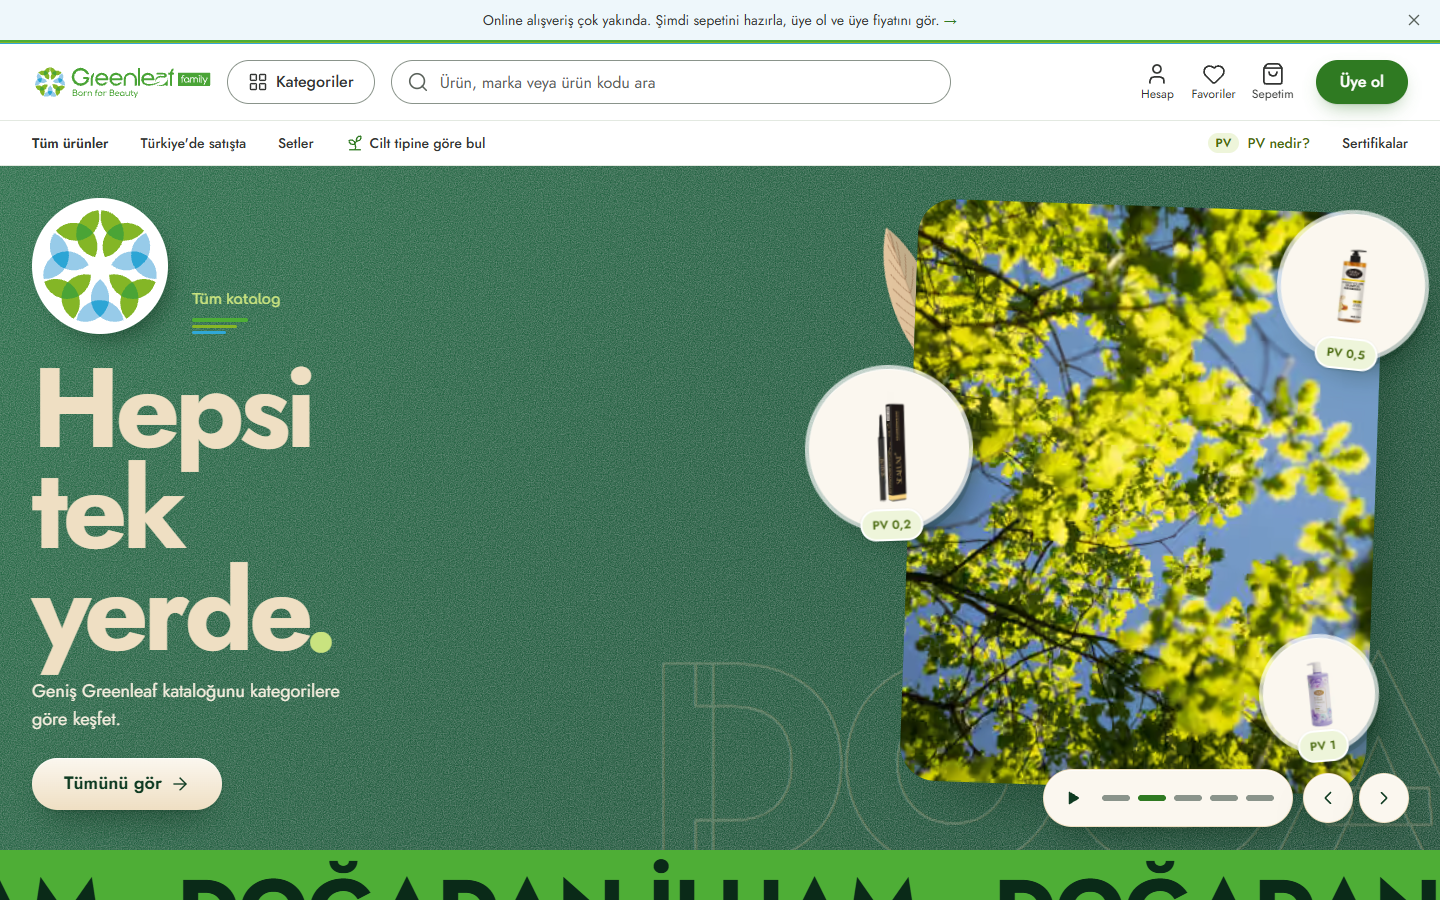 Online alışveriş çok yakında. Şimdi sepetini hazırla, üye ol ve üye fiyatını gör. →
Greenleaf family
Born for Beauty
Kategoriler
Ürün, marka veya ürün kodu ara
Hesap
Favoriler
Sepetim
Üye ol
Tüm ürünler
Türkiye'de satışta
Setler
Cilt tipine göre bul
PV
PV nedir?
Sertifikalar
Tüm katalog
Hepsi
tek
yerde.
Geniş Greenleaf kataloğunu kategorilere
göre keşfet.
Tümünü gör →
PV 0,5
PV 0,2
PV 1
DOĞADAN